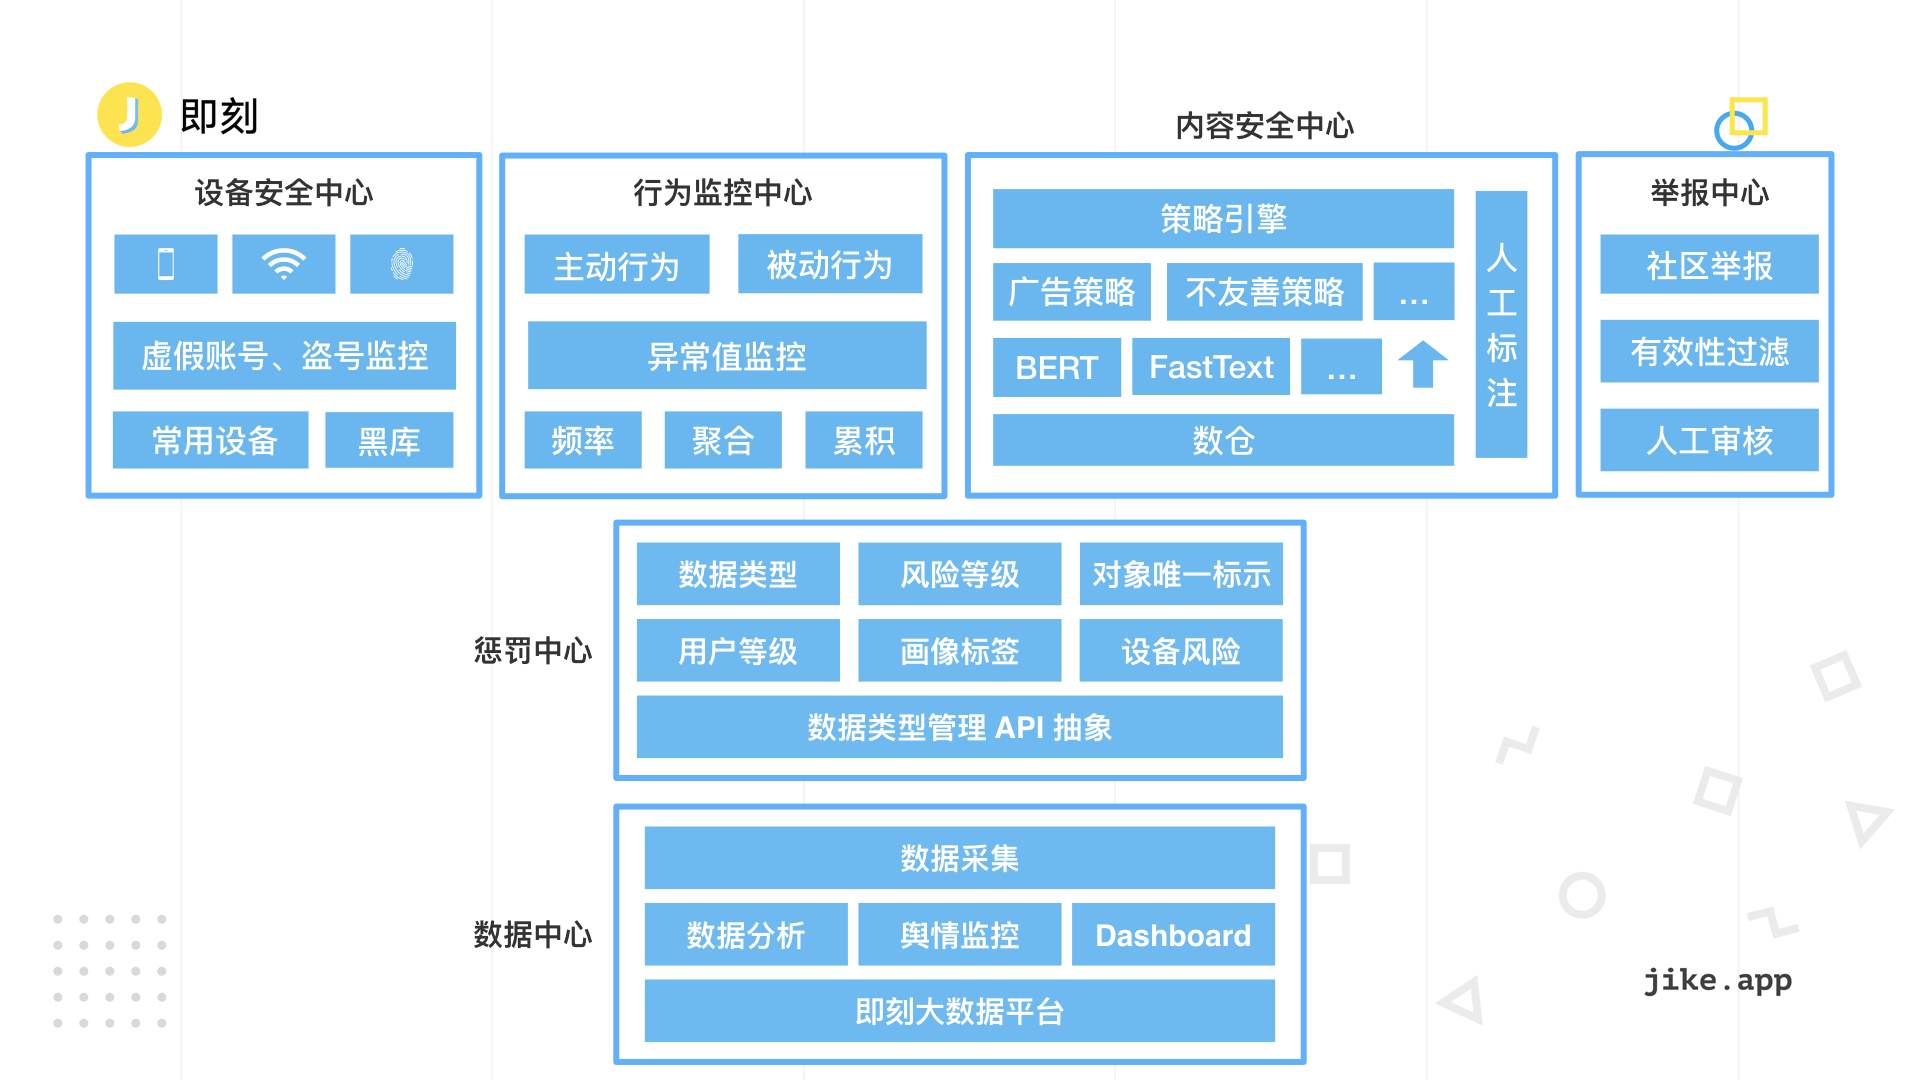 即刻
设备安全中心
虚假账号、盗号监控
常用设备
黑库
行为监控中心
主动行为
被动行为
异常值监控
频率
聚合
累积
内容安全中心
策略引擎
广告策略
不友善策略
...
BERT
FastText
...
数仓
人工标注
举报中心
社区举报
有效性过滤
人工审核
惩罚中心
数据类型
风险等级
对象唯一标示
用户等级
画像标签
设备风险
数据类型管理 API 抽象
数据中心
数据采集
数据分析
舆情监控
Dashboard
即刻大数据平台
jike.app